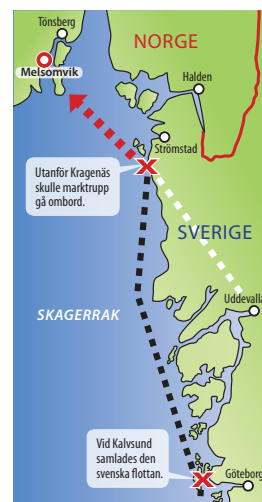 Tönsberg
NORGE
Melsomvik
Halden
Strömstad
Utanför Kragenäs
skulle marktrupp
gå ombord.
SVERIGE
Uddevalla
SKAGERRAK
Vid Kalvsund
samlades den
svenska flottan.
Göteborg